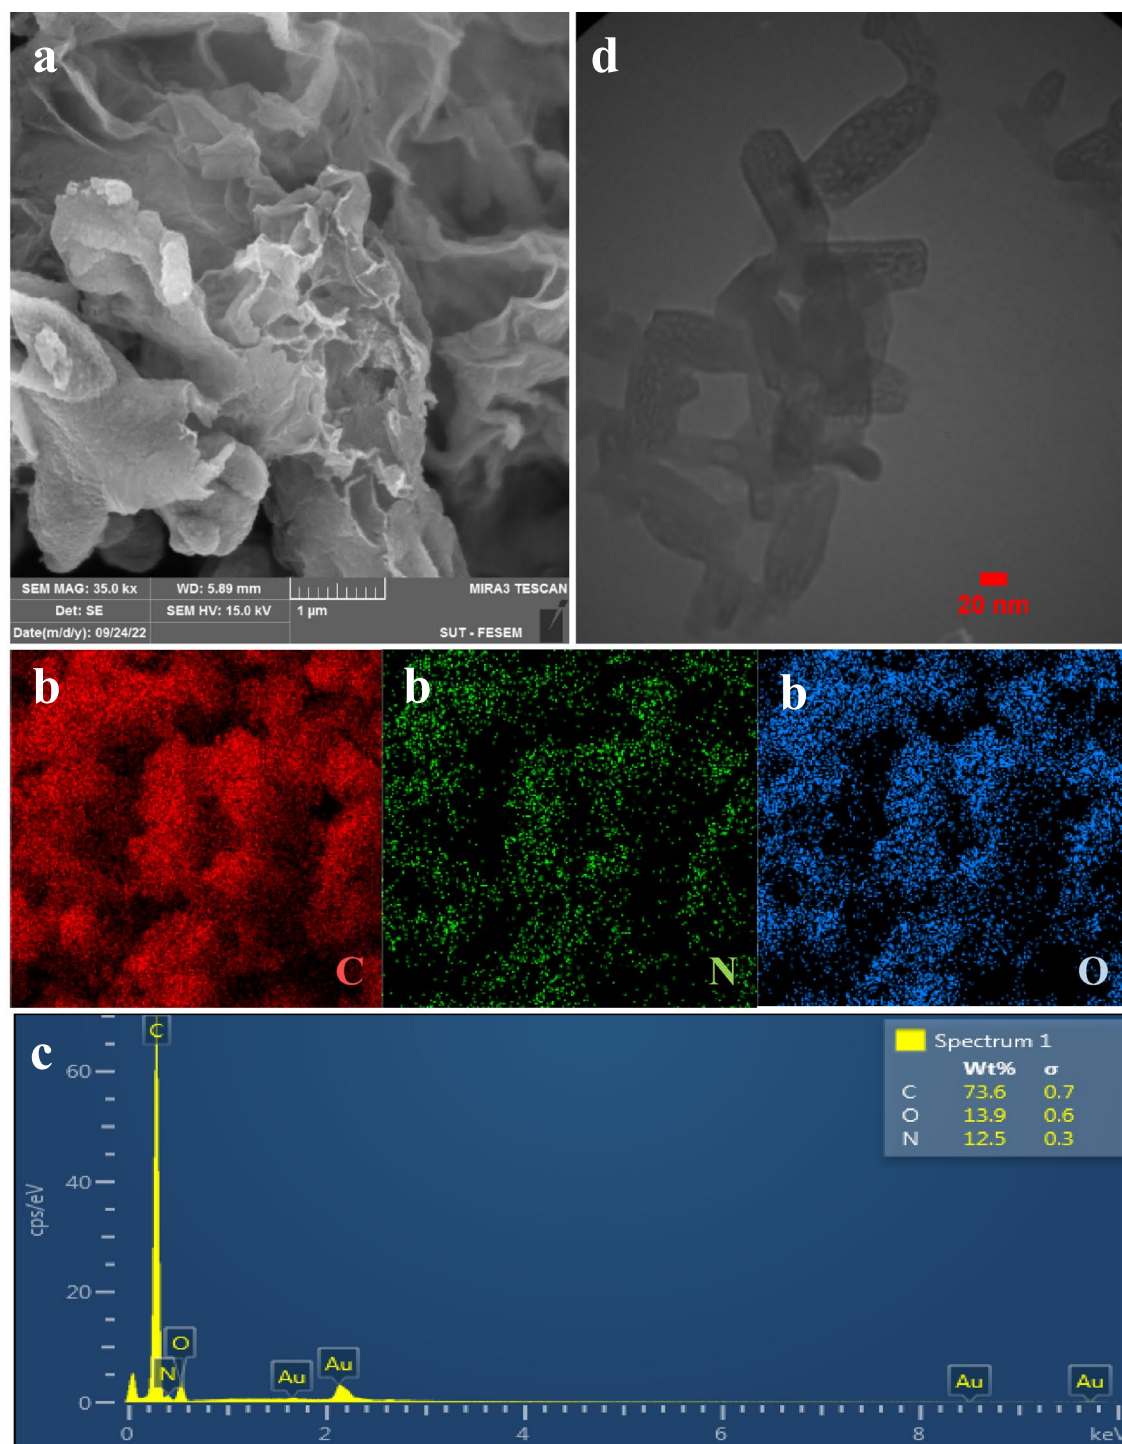 a
d
SEM MAG: 35.0 kx
WD: 5.89 mm
MIRA3 TESCAN
Det: SE
SEM HV: 15.0 kV
1 µm
Date(m/d/y): 09/24/22
SUT - FESEM
20 nm
b
b
b
C
N
O
c
C
Spectrum 1
Wt% σ
C 73.6 0.7
O 13.9 0.6
N 12.5 0.3
60
40
cps/eV
20
O
N
Au
Au
Au
Au
0
0 2 4 6 8 keV